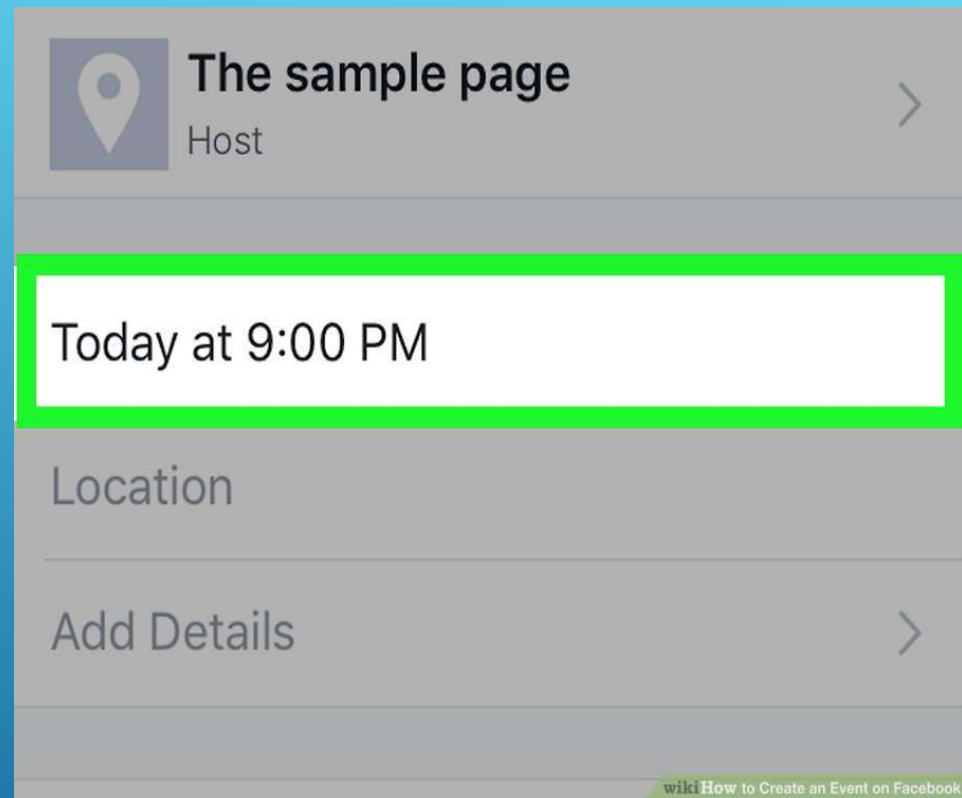 The sample page
Host
Today at 9:00 PM
Location
Add Details
wikiHow to Create an Event on Facebook